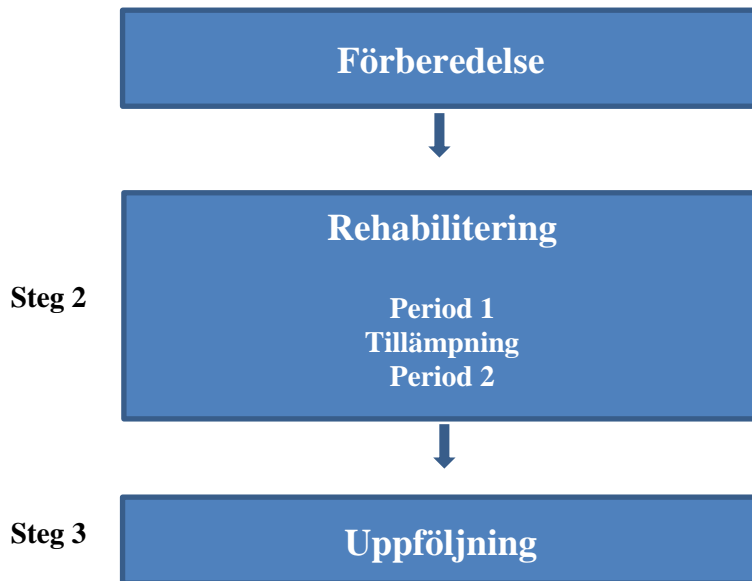 Förberedelse
Rehabilitering
Steg 2
Period 1
Tillämpning
Period 2
Steg 3
Uppföljning